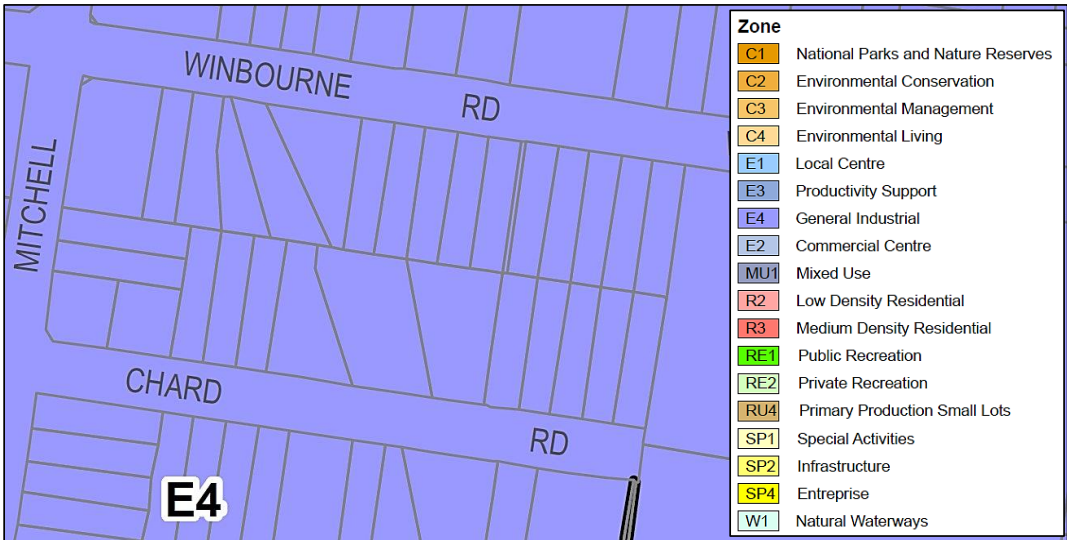 WINBOURNE RD
MITCHELL
CHARD RD
E4
Zone
C1 National Parks and Nature Reserves
C2 Environmental Conservation
C3 Environmental Management
C4 Environmental Living
E1 Local Centre
E3 Productivity Support
E4 General Industrial
E2 Commercial Centre
MU1 Mixed Use
R2 Low Density Residential
R3 Medium Density Residential
RE1 Public Recreation
RE2 Private Recreation
RU4 Primary Production Small Lots
SP1 Special Activities
SP2 Infrastructure
SP4 Entreprise
W1 Natural Waterways